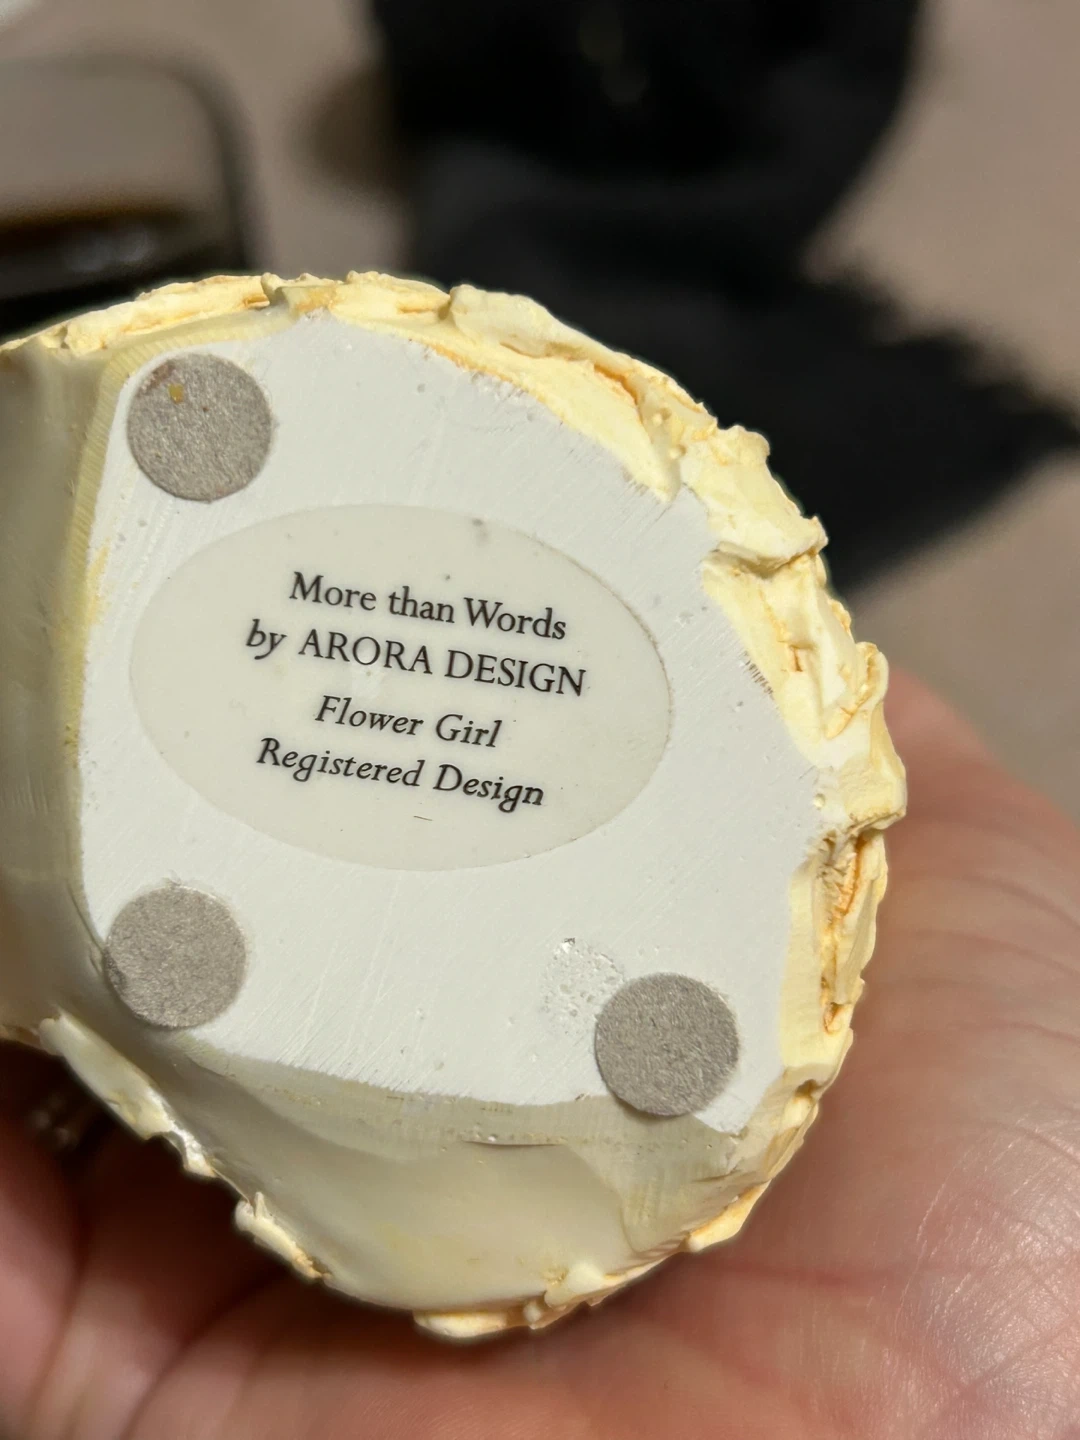 More than Words
by ARORA DESIGN
Flower Girl
Registered Design